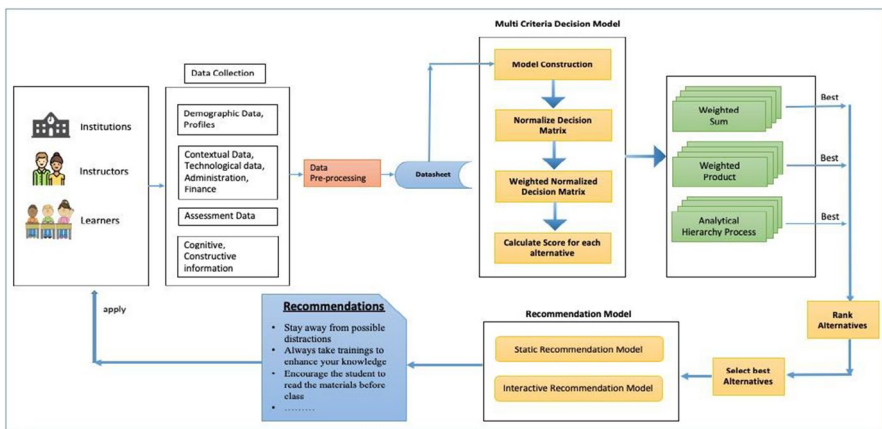 Multi Criteria Decision Model
Data Collection
Institutions
Instructors
Learners
Demographic Data,
Profiles
Contextual Data,
Technological data,
Administration,
Finance
Assessment Data
Cognitive,
Constructive
information
Data
Pre-processing
Datasheet
Model Construction
Normalize Decision
Matrix
Weighted Normalized
Decision Matrix
Calculate Score for each
alternative
Weighted
Sum
Weighted
Product
Analytical
Hierarchy Process
Best
Best
Best
Rank
Alternatives
Select best
Alternatives
Recommendation Model
Static Recommendation Model
Interactive Recommendation Model
Recommendations
• Stay away from possible
distractions
• Always take trainings to
enhance your knowledge
• Encourage the student to
read the materials before
class
• .........
apply